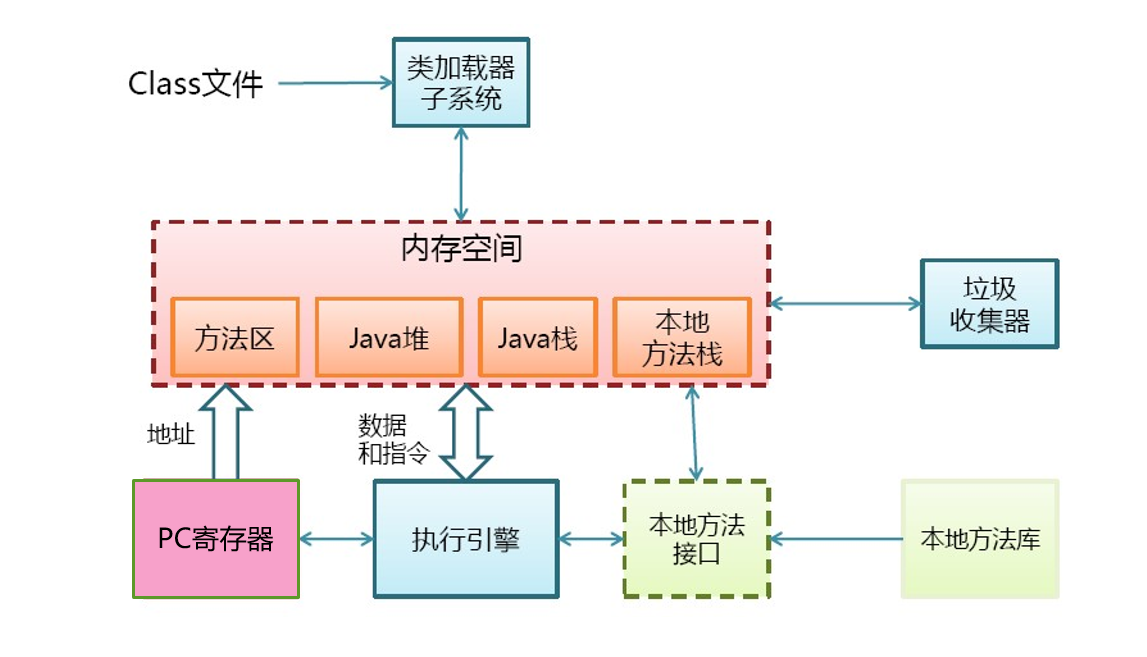 Class文件
类加载器
子系统
内存空间
方法区
Java堆
Java栈
本地
方法栈
垃圾
收集器
地址
数据
和指令
PC寄存器
执行引擎
本地方法
接口
本地方法库